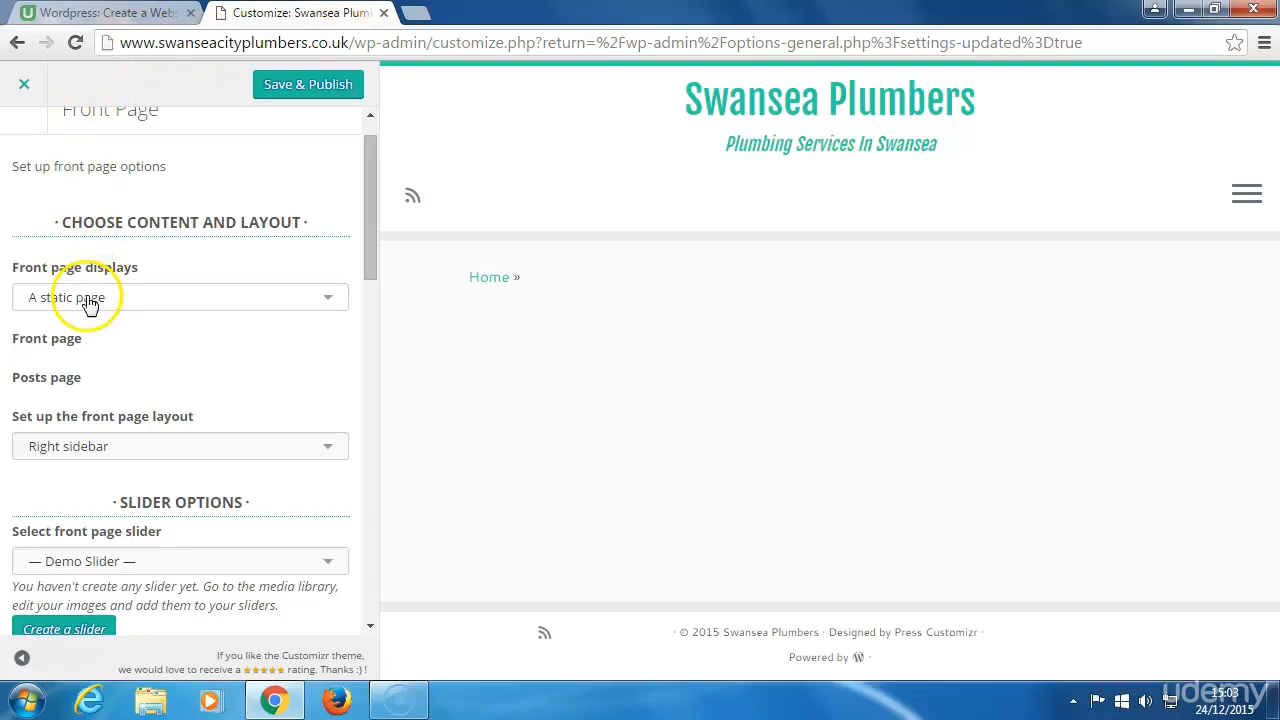 Wordpress: Create a Webs
Customize: Swansea Plum
www.swanseacityplumbers.co.uk/wp-admin/customize.php?return=%2Fwp-admin%2Foptions-general.php%3Fsettings-updated%3Dtrue
Save & Publish
Front Page
Set up front page options
· CHOOSE CONTENT AND LAYOUT ·
Front page displays
A static page
Front page
Posts page
Set up the front page layout
Right sidebar
· SLIDER OPTIONS ·
Select front page slider
— Demo Slider —
You haven't create any slider yet. Go to the media library,
edit your images and add them to your sliders.
Create a slider
If you like the Customizr theme,
we would love to receive a ★★★★★ rating. Thanks :) !
Swansea Plumbers
Plumbing Services In Swansea
Home »
· © 2015 Swansea Plumbers · Designed by Press Customizr ·
Powered by ·
udemy
15:03
24/12/2015